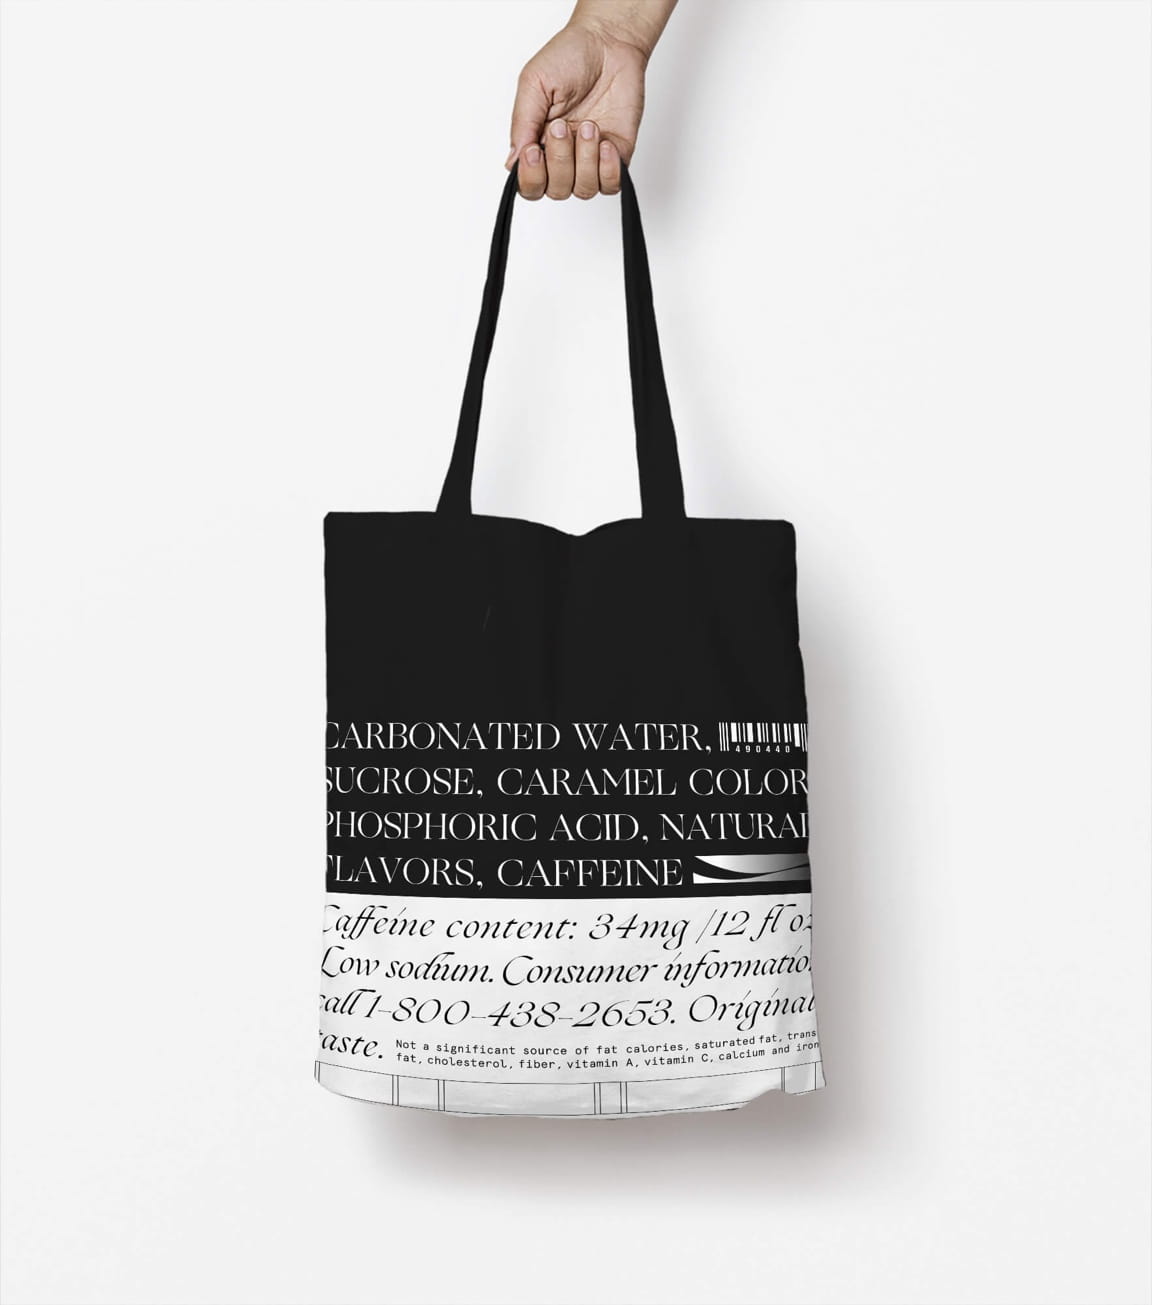 CARBONATED WATER,
490440
SUCROSE, CARAMEL COLOR
PHOSPHORIC ACID, NATURAL
FLAVORS, CAFFEINE
Caffeine content: 34mg /12 fl oz
Low sodium. Consumer informatio
call 1-800-438-2653. Original
taste.
Not a significant source of fat calories, saturated fat, trans
fat, cholesterol, fiber, vitamin A, vitamin C, calcium and iron